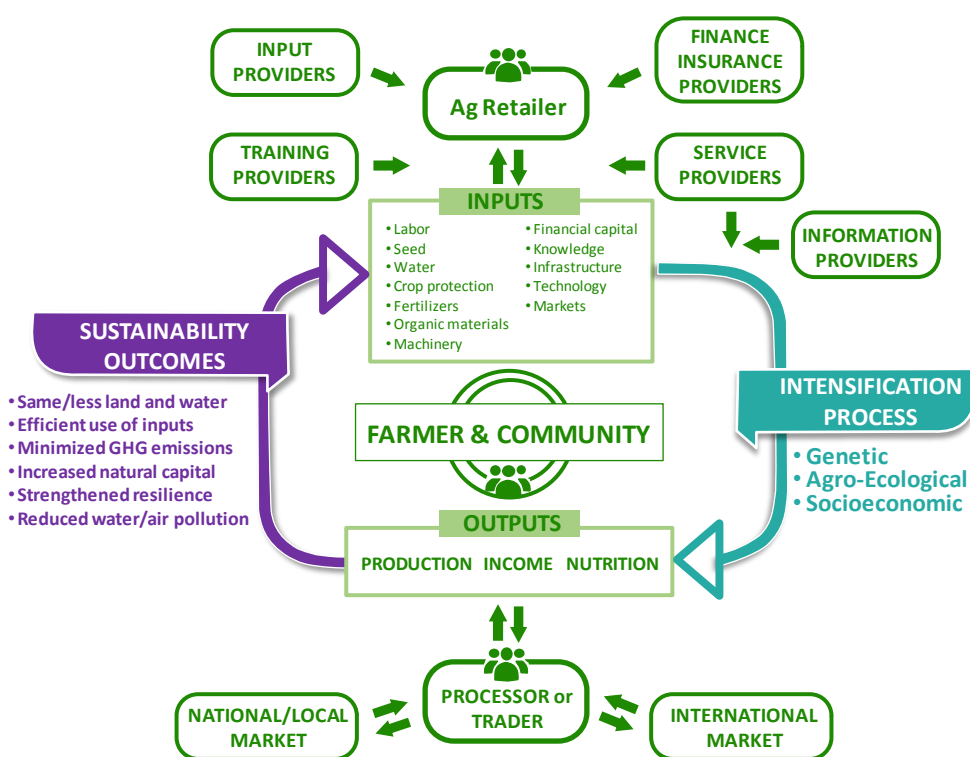 INPUT
PROVIDERS
FINANCE
INSURANCE
PROVIDERS
Ag Retailer
TRAINING
PROVIDERS
SERVICE
PROVIDERS
INFORMATION
PROVIDERS
INPUTS
• Labor
• Seed
• Water
• Crop protection
• Fertilizers
• Organic materials
• Machinery
• Financial capital
• Knowledge
• Infrastructure
• Technology
• Markets
SUSTAINABILITY
OUTCOMES
• Same/less land and water
• Efficient use of inputs
• Minimized GHG emissions
• Increased natural capital
• Strengthened resilience
• Reduced water/air pollution
FARMER & COMMUNITY
INTENSIFICATION
PROCESS
• Genetic
• Agro-Ecological
• Socioeconomic
OUTPUTS
PRODUCTION INCOME NUTRITION
PROCESSOR or
TRADER
NATIONAL/LOCAL
MARKET
INTERNATIONAL
MARKET